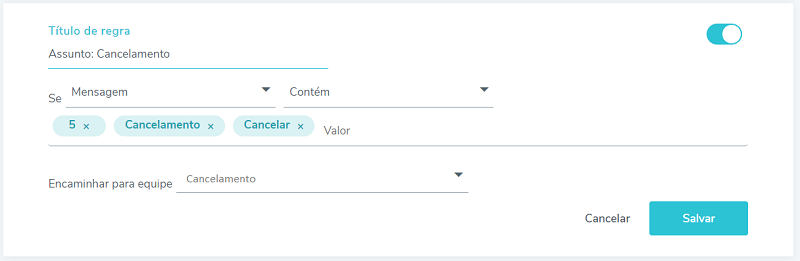 Título de regra
Assunto: Cancelamento
Se Mensagem Contém
5 × Cancelamento × Cancelar × Valor
Encaminhar para equipe Cancelamento
Cancelar Salvar